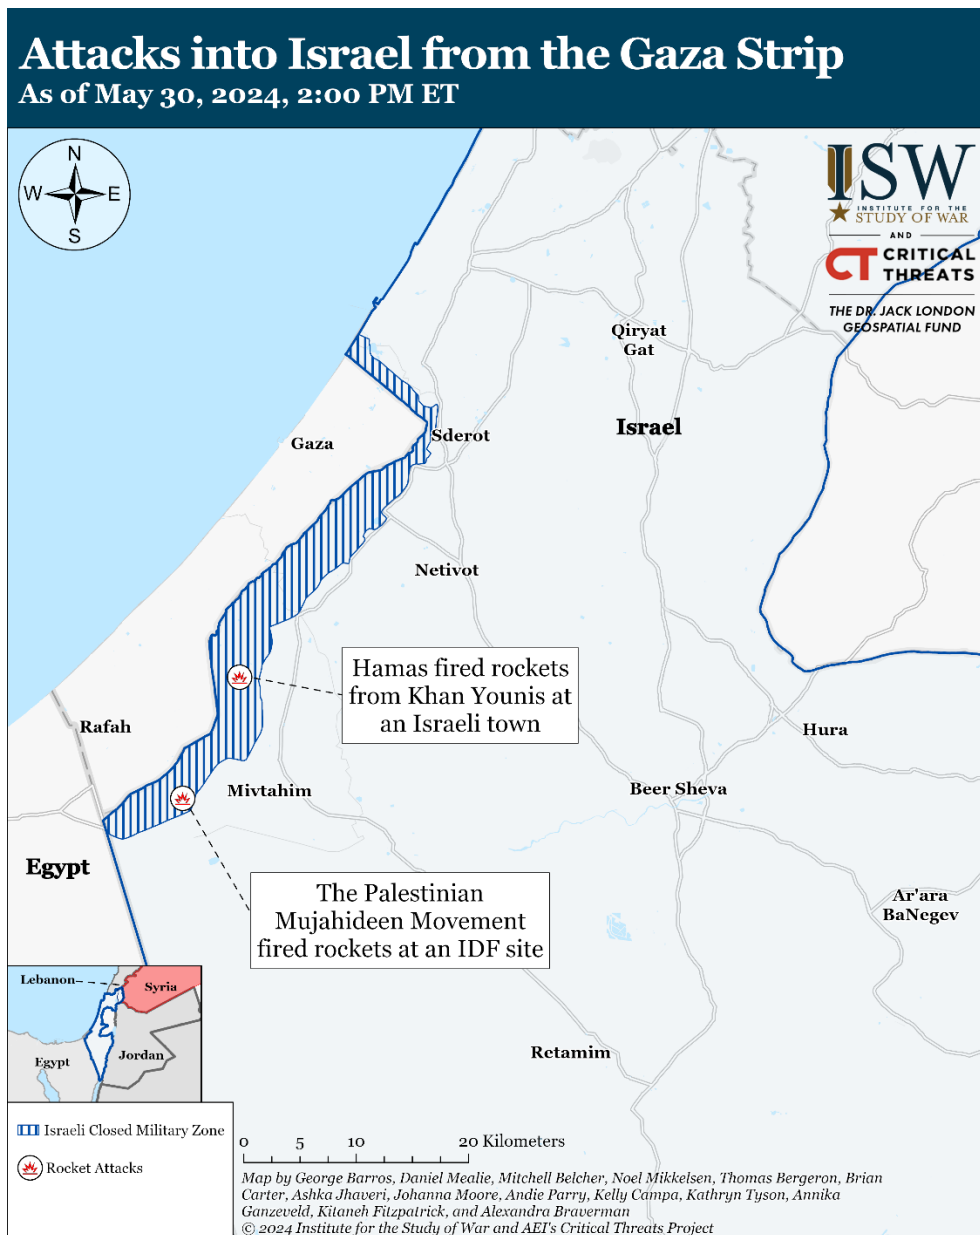 Attacks into Israel from the Gaza Strip
As of May 30, 2024, 2:00 PM ET
N
W
E
S
ISW
INSTITUTE FOR THE
STUDY OF WAR
AND
CT CRITICAL
THREATS
THE DR. JACK LONDON
GEOSPATIAL FUND
Qiryat
Gat
Israel
Sderot
Gaza
Netivot
Hamas fired rockets
from Khan Younis at
an Israeli town
Rafah
Hura
Mivtahim
Beer Sheva
Egypt
The Palestinian
Mujahideen Movement
fired rockets at an IDF site
Ar'ara
BaNegev
Lebanon
Syria
Egypt
Jordan
Retamim
Israeli Closed Military Zone
Rocket Attacks
0 5 10 20 Kilometers
Map by George Barros, Daniel Mealie, Mitchell Belcher, Noel Mikkelsen, Thomas Bergeron, Brian
Carter, Ashka Jhaveri, Johanna Moore, Andie Parry, Kelly Campa, Kathryn Tyson, Annika
Ganzeveld, Kitaneh Fitzpatrick, and Alexandra Braverman
© 2024 Institute for the Study of War and AEI's Critical Threats Project